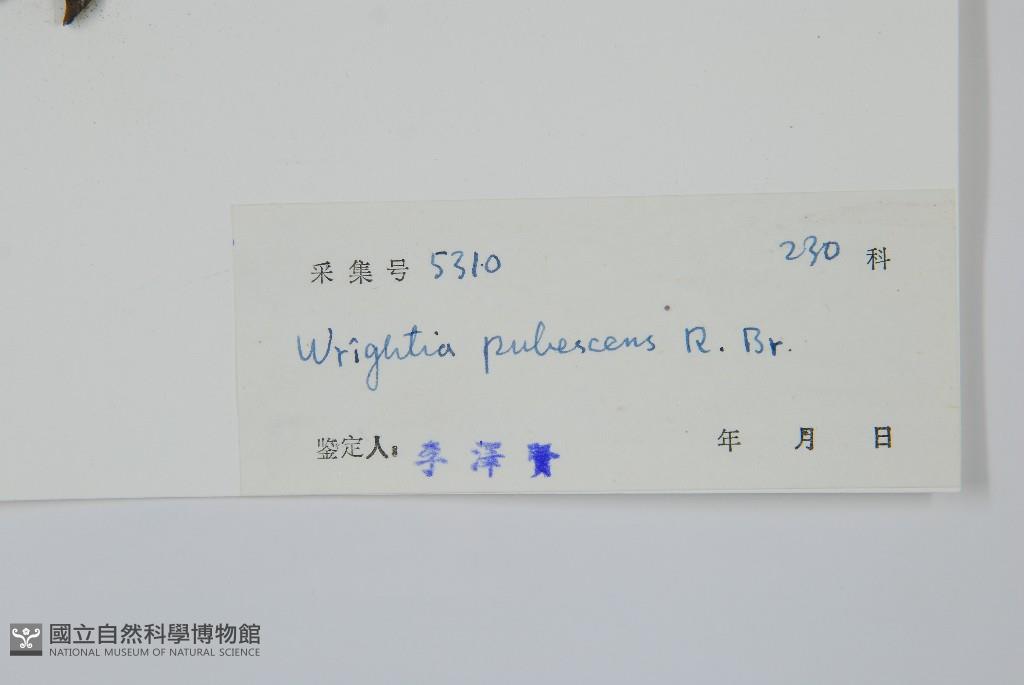 采集号 5310 230 科
Wrightia pubescens R. Br.
鉴定人: 李泽贤 年 月 日
國立自然科學博物館
NATIONAL MUSEUM OF NATURAL SCIENCE